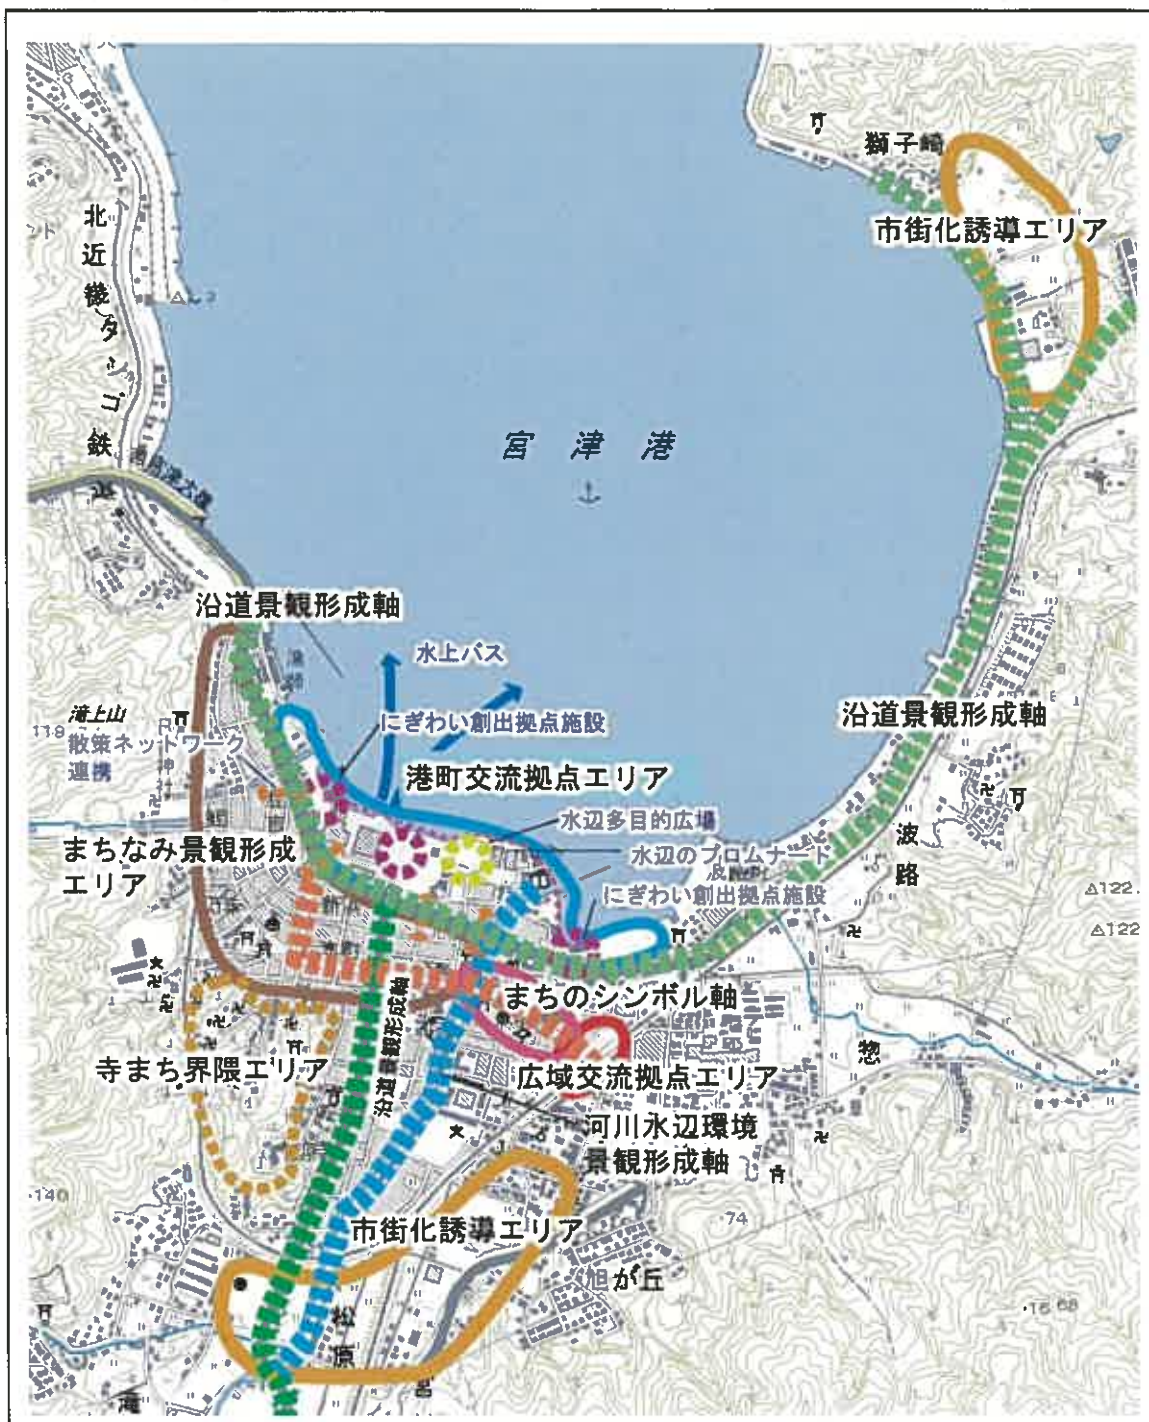 獅子崎
市街化誘導エリア
北近畿タンゴ鉄道
宮津港
沿道景観形成軸
水上バス
にぎわい創出拠点施設
滝上山
散策ネットワーク
連携
港町交流拠点エリア
沿道景観形成軸
水辺多目的広場
水辺のプロムナード
まちなみ景観形成
エリア
波路
にぎわい創出拠点施設
△122
△122
まちのシンボル軸
沿道景観形成軸
寺まち界隈エリア
広域交流拠点エリア
惣
河川水辺環境
景観形成軸
・140
・74
市街化誘導エリア
旭が丘
松原
滝
宮